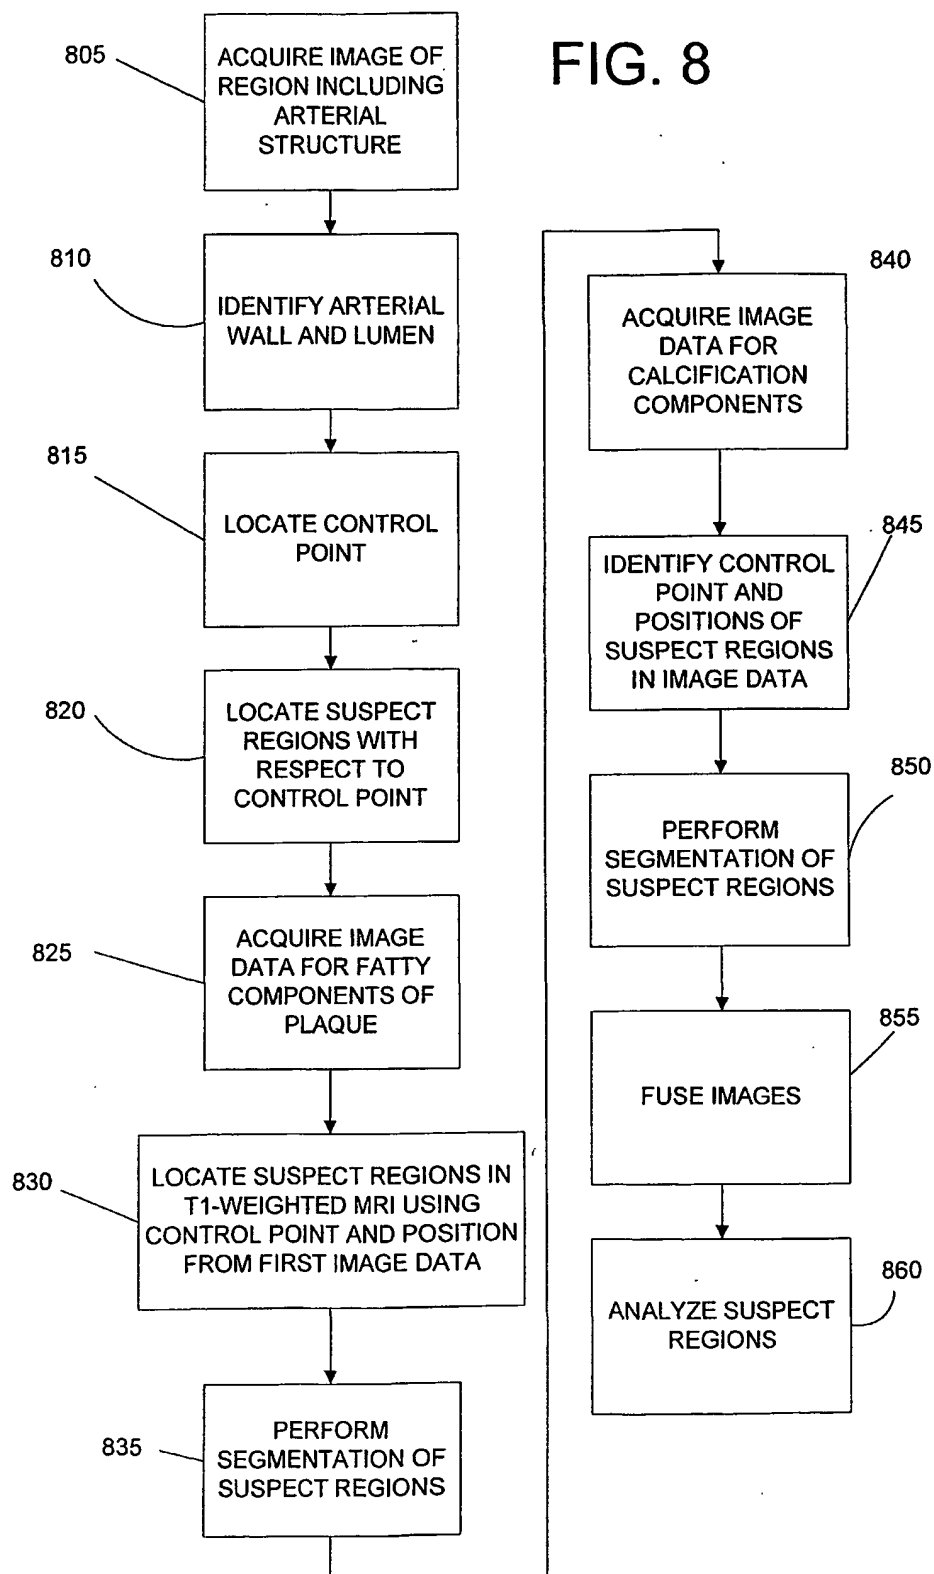 FIG. 8
805
ACQUIRE IMAGE OF
REGION INCLUDING
ARTERIAL
STRUCTURE
810
IDENTIFY ARTERIAL
WALL AND LUMEN
815
LOCATE CONTROL
POINT
820
LOCATE SUSPECT
REGIONS WITH
RESPECT TO
CONTROL POINT
825
ACQUIRE IMAGE
DATA FOR FATTY
COMPONENTS OF
PLAQUE
830
LOCATE SUSPECT REGIONS IN
T1-WEIGHTED MRI USING
CONTROL POINT AND POSITION
FROM FIRST IMAGE DATA
835
PERFORM
SEGMENTATION OF
SUSPECT REGIONS
840
ACQUIRE IMAGE
DATA FOR
CALCIFICATION
COMPONENTS
845
IDENTIFY CONTROL
POINT AND
POSITIONS OF
SUSPECT REGIONS
IN IMAGE DATA
850
PERFORM
SEGMENTATION OF
SUSPECT REGIONS
855
FUSE IMAGES
860
ANALYZE SUSPECT
REGIONS